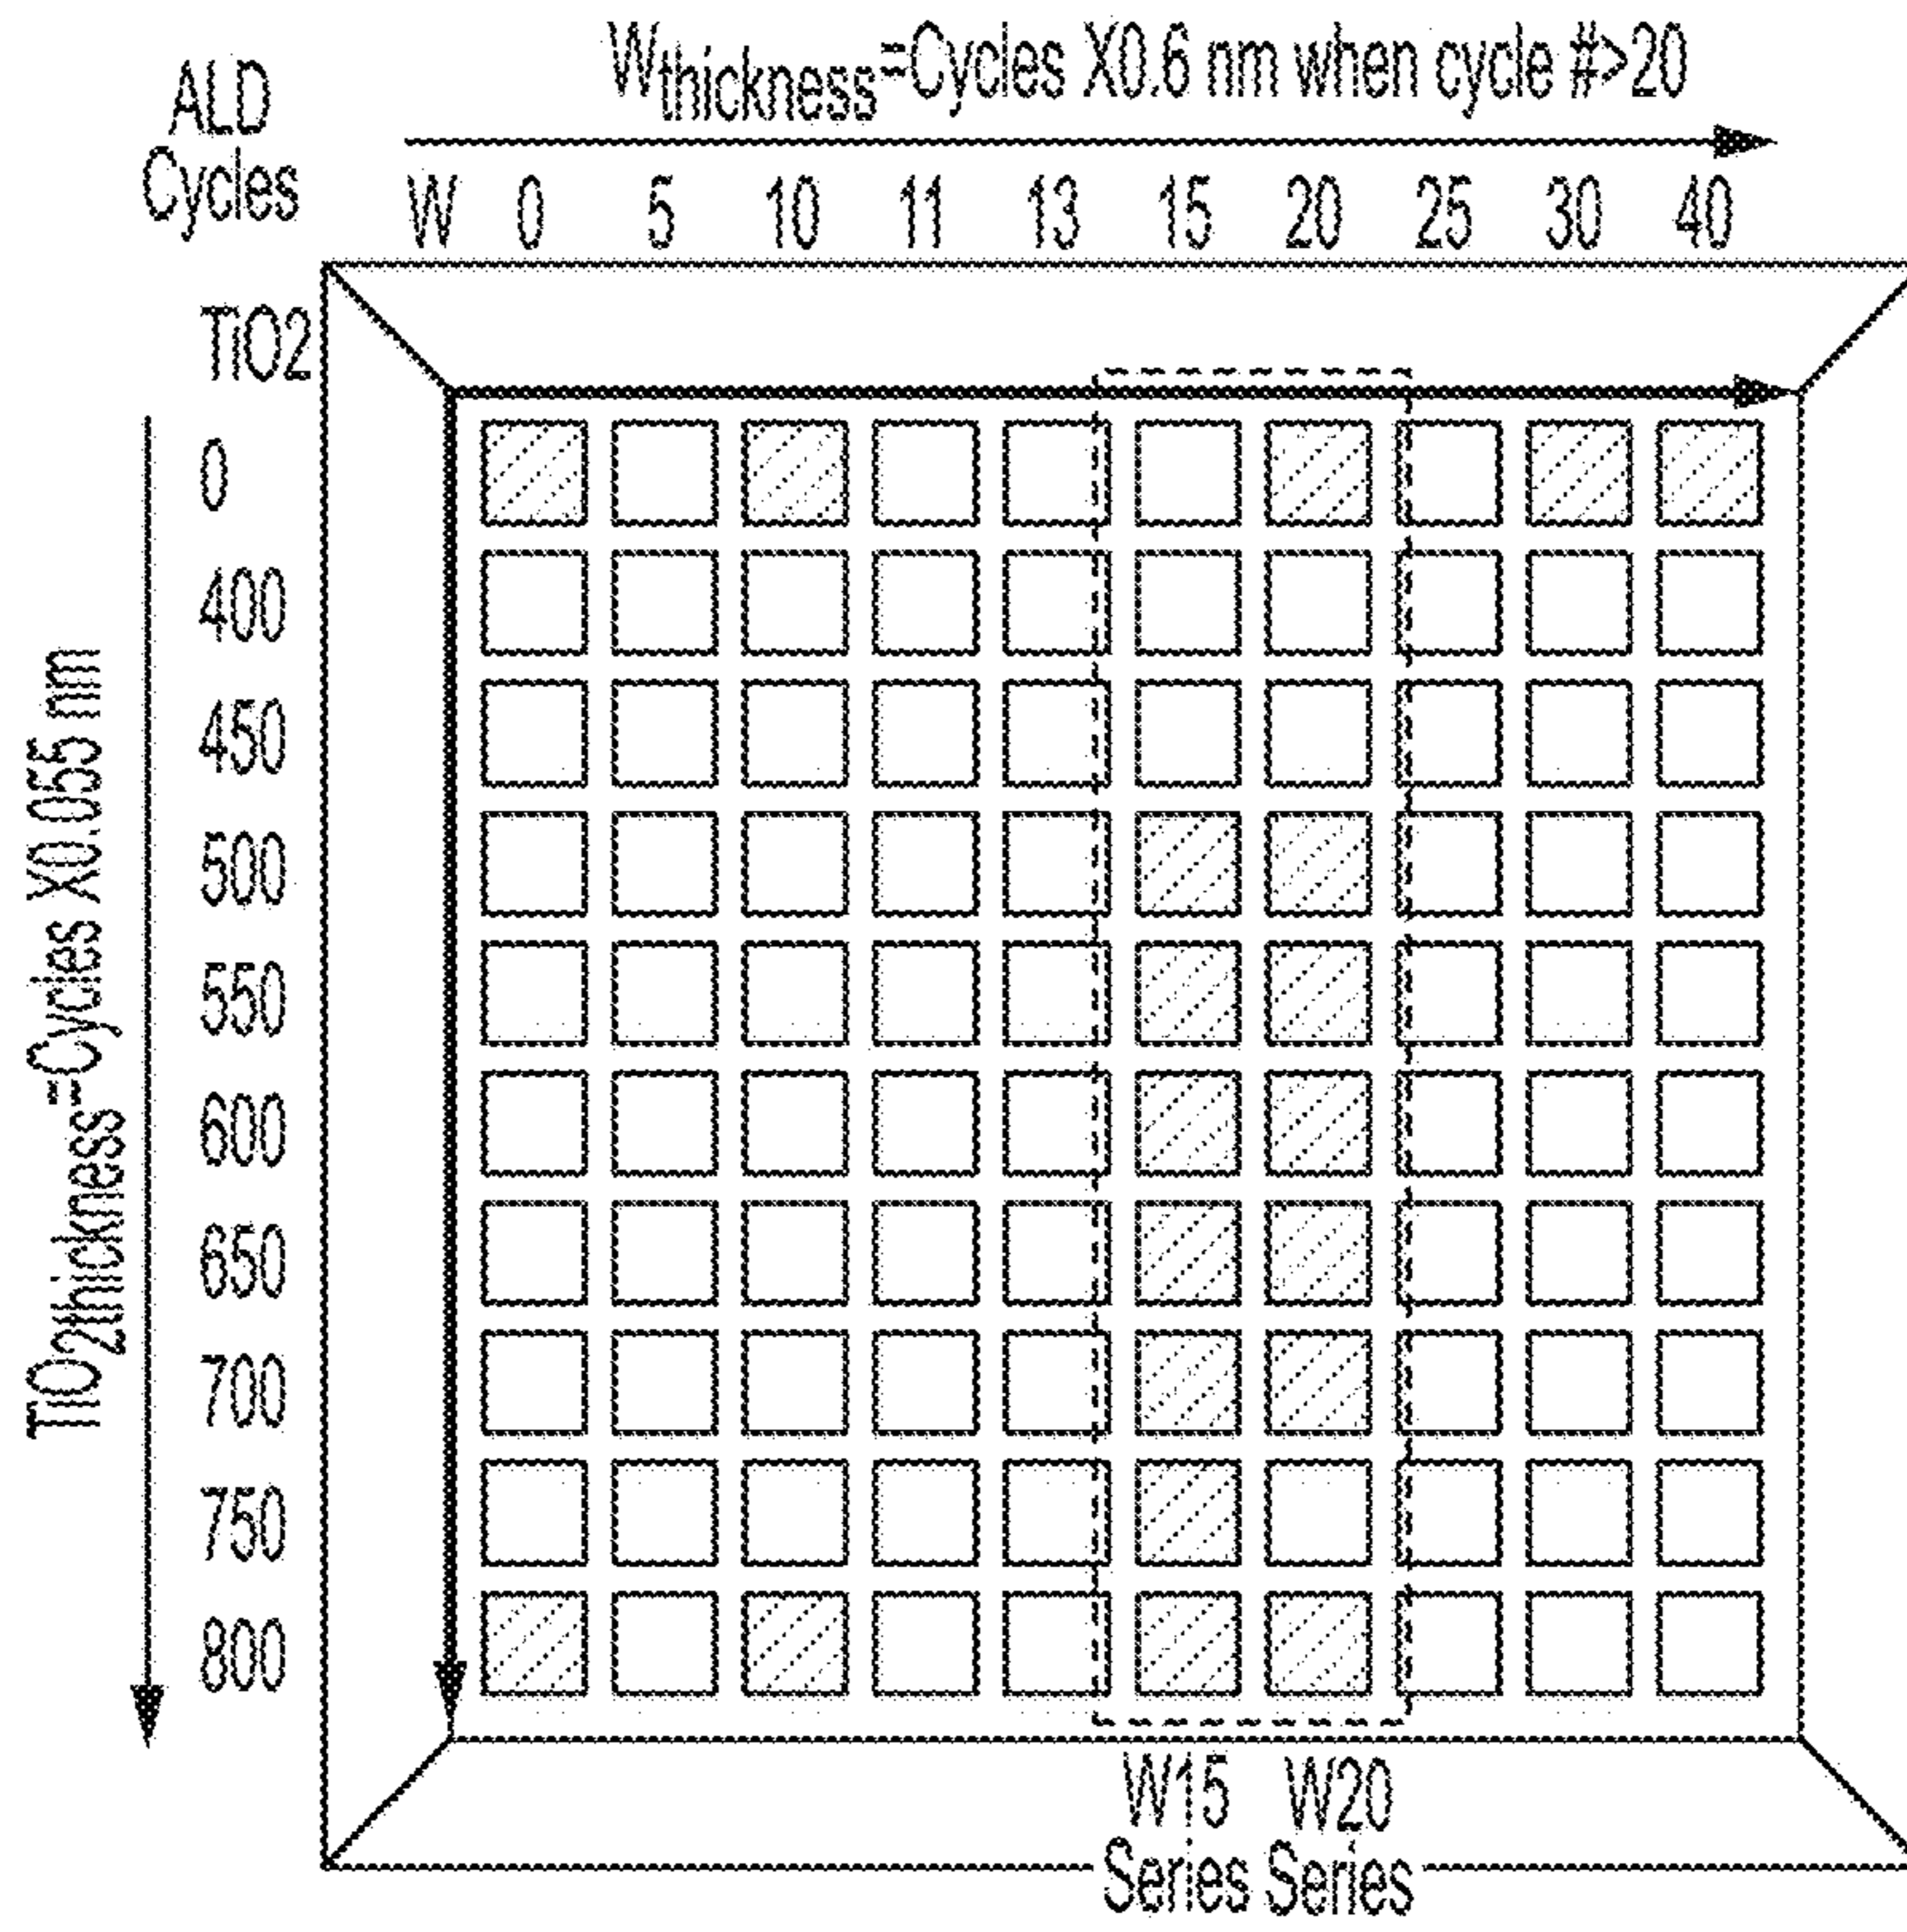 Wthickness=Cycles X0.6 nm when cycle #>20
ALD
Cycles
W 0 5 10 11 13 15 20 25 30 40
TiO2
0
400
450
500
550
600
650
700
750
800
TiO2thickness=Cycles X0.055 nm
W15 W20
Series Series